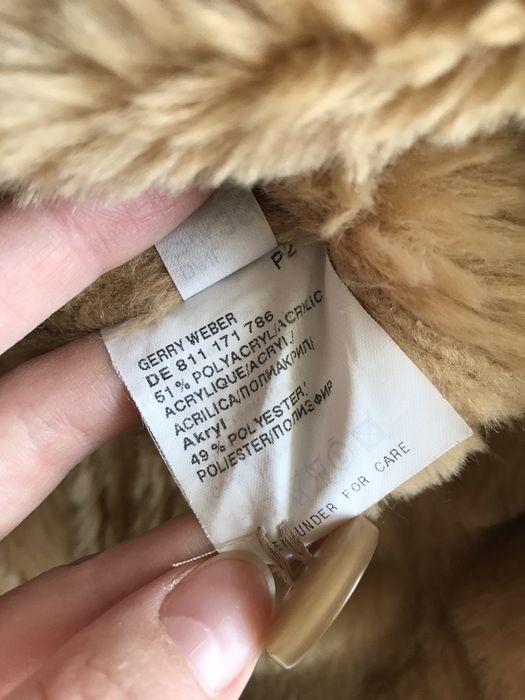 P2
GERRY WEBER
DE 811 171 786
51% POLYACRYL/ACRILIC
ACRYLIQUE/ACRYL/
ACRILICA/ПОЛИАКРИЛ/
Akryl
49% POLYESTER/
POLIESTER/ПОЛИЭФИР
UNDER FOR CARE